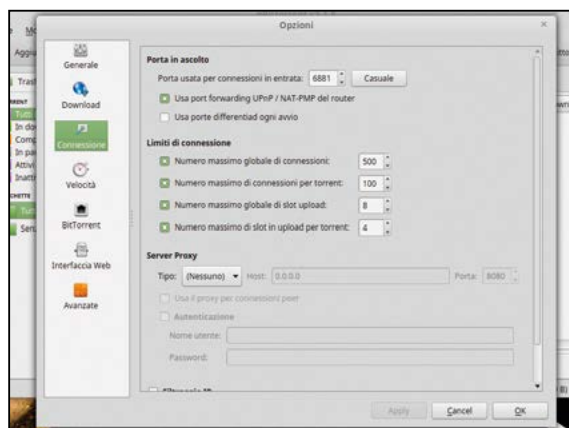 Opzioni
Generale
Download
Connessione
Velocità
BitTorrent
Interfaccia Web
Avanzate
Porta in ascolto
Porta usata per connessioni in entrata: 6881 Casuale
Usa port forwarding UPnP / NAT-PMP del router
Usa porte differentiad ogni avvio
Limiti di connessione
Numero massimo globale di connessioni: 500
Numero massimo di connessioni per torrent: 100
Numero massimo globale di slot upload: 8
Numero massimo di slot in upload per torrent: 4
Server Proxy
Tipo: (Nessuno) Host: 0.0.0.0 Porta: 8080
Usa il proxy per connessioni peer
Autenticazione
Nome utente:
Password:
Apply Cancel OK